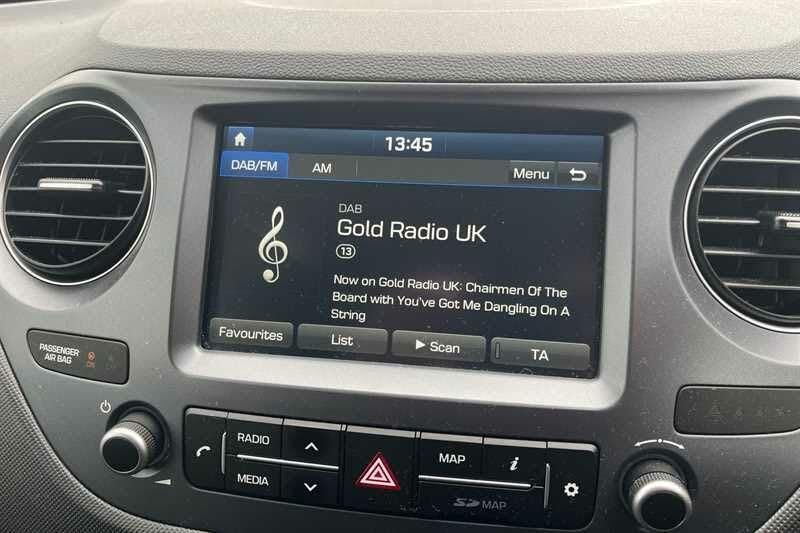 13:45
DAB/FM
AM
Menu
DAB
Gold Radio UK
13
Now on Gold Radio UK: Chairmen Of The
Board with You've Got Me Dangling On A
String
Favourites
List
Scan
TA
PASSENGER
AIR BAG
RADIO
MEDIA
MAP
i
SD MAP